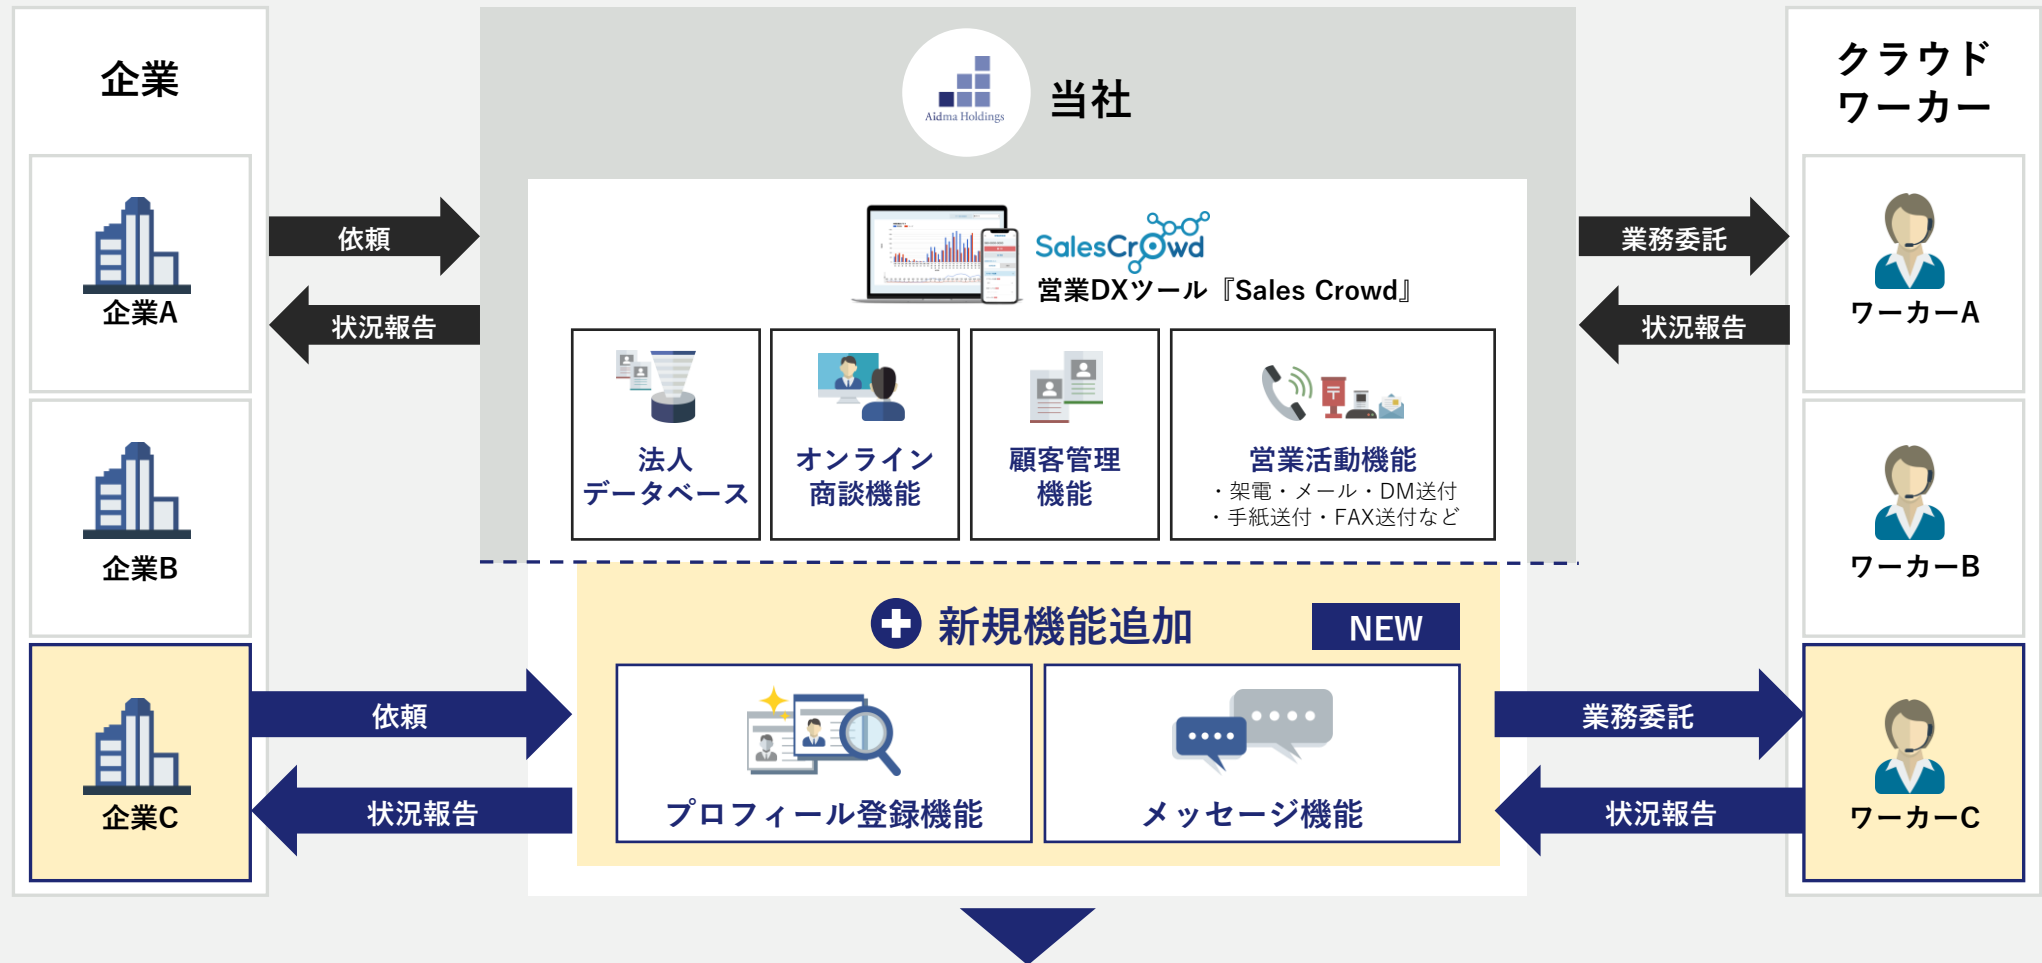 企業
企業A
企業B
企業C
依頼
状況報告
依頼
状況報告
Aidma Holdings
当社
SalesCrowd
営業DXツール『Sales Crowd』
法人
データベース
オンライン
商談機能
顧客管理
機能
営業活動機能
・架電・メール・DM送付
・手紙送付・FAX送付など
新規機能追加
NEW
プロフィール登録機能
メッセージ機能
業務委託
状況報告
業務委託
状況報告
クラウド
ワーカー
ワーカーA
ワーカーB
ワーカーC